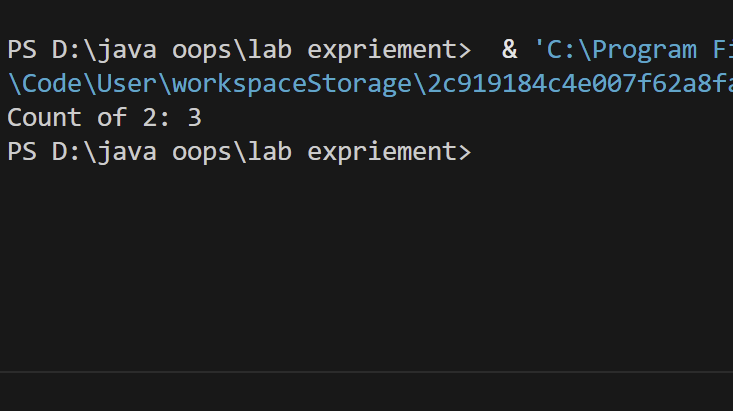 PS D:\java oops\lab expriement>  & 'C:\Program Fi
\Code\User\workspaceStorage\2c919184c4e007f62a8fa
Count of 2: 3
PS D:\java oops\lab expriement>